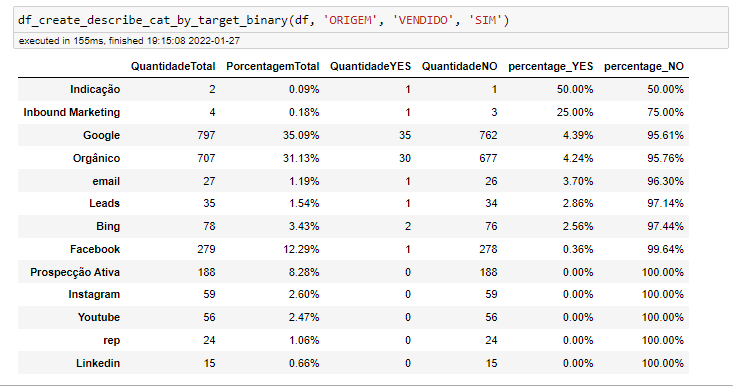 df_create_describe_cat_by_target_binary(df, 'ORIGEM', 'VENDIDO', 'SIM')
executed in 155ms, finished 19:15:08 2022-01-27
QuantidadeTotal PorcentagemTotal QuantidadeYES QuantidadeNO percentage_YES percentage_NO
Indicação 2 0.09% 1 1 50.00% 50.00%
Inbound Marketing 4 0.18% 1 3 25.00% 75.00%
Google 797 35.09% 35 762 4.39% 95.61%
Orgânico 707 31.13% 30 677 4.24% 95.76%
email 27 1.19% 1 26 3.70% 96.30%
Leads 35 1.54% 1 34 2.86% 97.14%
Bing 78 3.43% 2 76 2.56% 97.44%
Facebook 279 12.29% 1 278 0.36% 99.64%
Prospecção Ativa 188 8.28% 0 188 0.00% 100.00%
Instagram 59 2.60% 0 59 0.00% 100.00%
Youtube 56 2.47% 0 56 0.00% 100.00%
rep 24 1.06% 0 24 0.00% 100.00%
Linkedin 15 0.66% 0 15 0.00% 100.00%